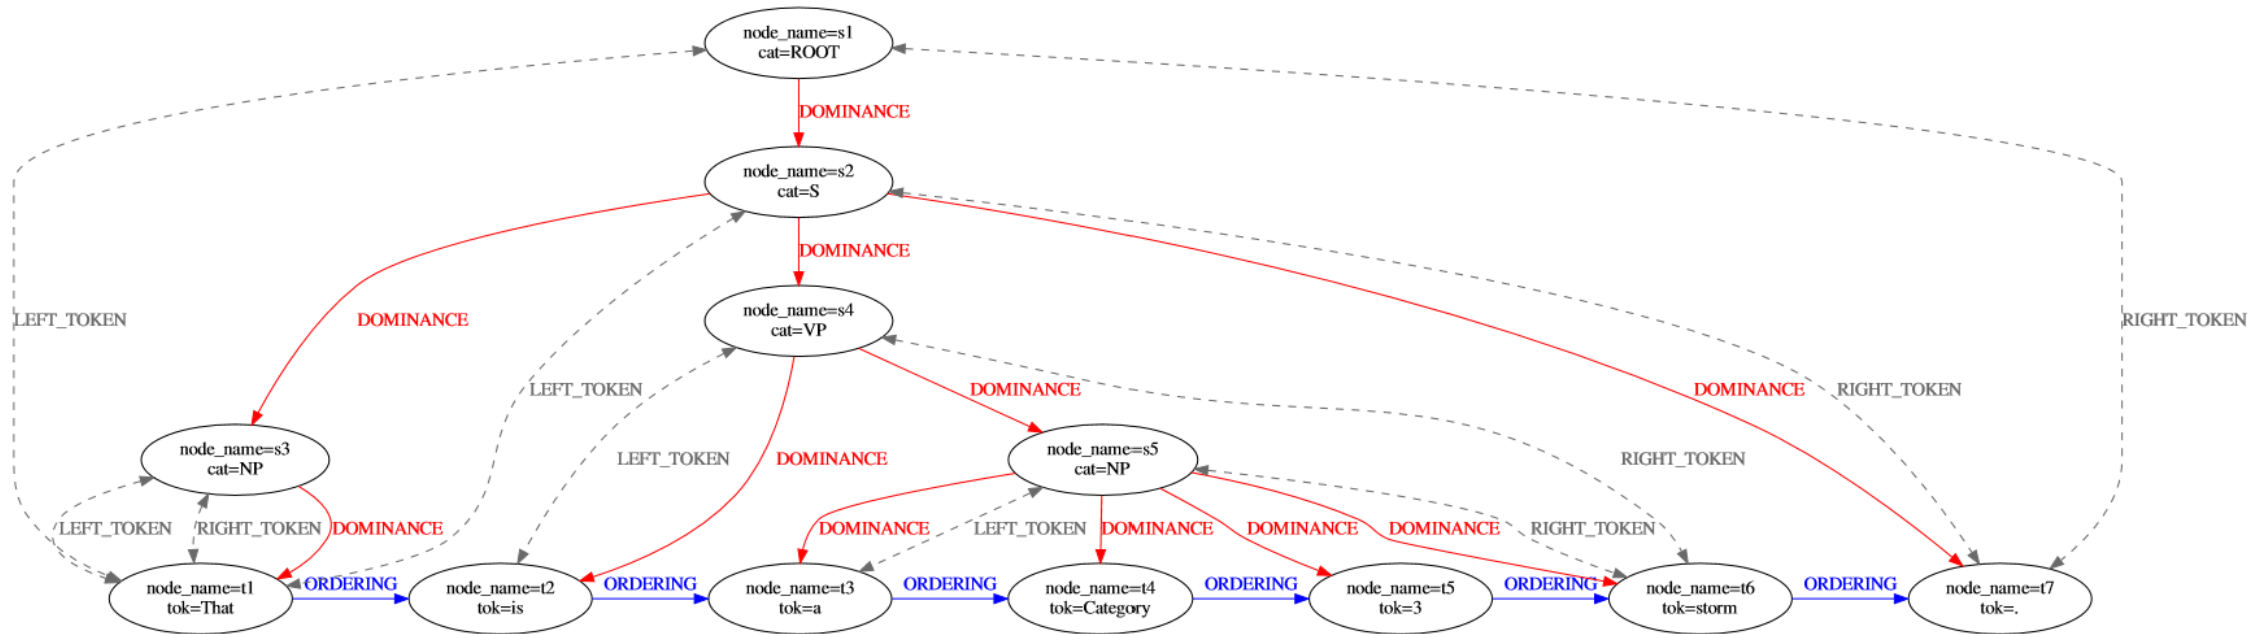 node_name=s1
cat=ROOT
DOMINANCE
node_name=s2
cat=S
DOMINANCE
LEFT_TOKEN
DOMINANCE
node_name=s4
cat=VP
RIGHT_TOKEN
LEFT_TOKEN
DOMINANCE
DOMINANCE
RIGHT_TOKEN
node_name=s3
cat=NP
LEFT_TOKEN
DOMINANCE
node_name=s5
cat=NP
RIGHT_TOKEN
LEFT_TOKEN
RIGHT_TOKEN
DOMINANCE
DOMINANCE
LEFT_TOKEN
DOMINANCE
DOMINANCE
DOMINANCE
RIGHT_TOKEN
node_name=t1
tok=That
ORDERING
node_name=t2
tok=is
ORDERING
node_name=t3
tok=a
ORDERING
node_name=t4
tok=Category
ORDERING
node_name=t5
tok=3
ORDERING
node_name=t6
tok=storm
ORDERING
node_name=t7
tok=.